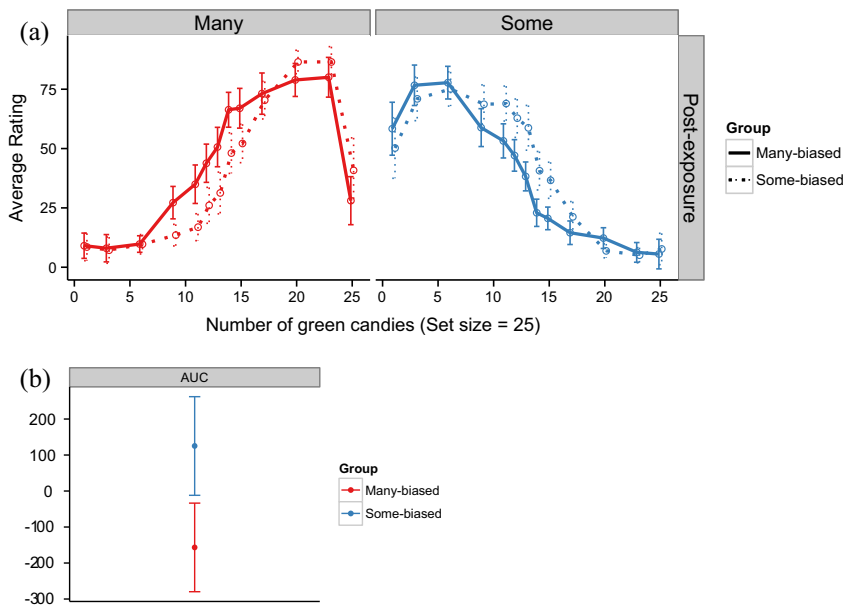 (a)
Many
Some
Average Rating
75
50
25
0
0 5 10 15 20 25
0 5 10 15 20 25
Number of green candies (Set size = 25)
Post-exposure
Group
Many-biased
Some-biased
(b)
AUC
200
100
0
-100
-200
-300
Group
Many-biased
Some-biased